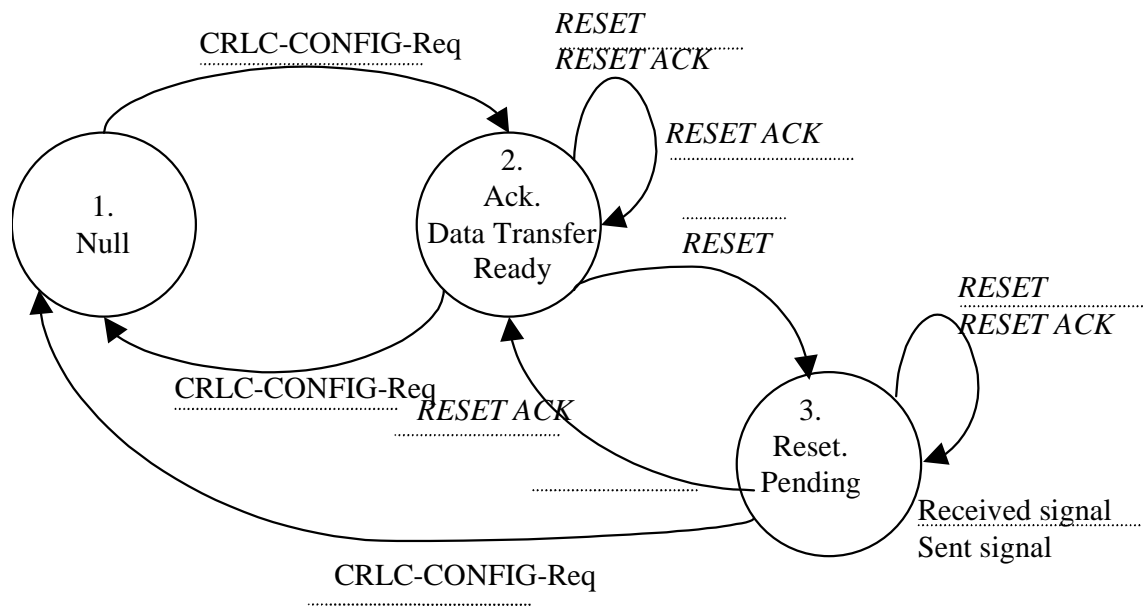 CRLC-CONFIG-Req
RESET
RESET ACK
RESET ACK
1.
Null
2.
Ack.
Data Transfer
Ready
RESET
RESET
RESET ACK
CRLC-CONFIG-Req
RESET ACK
3.
Reset.
Pending
Received signal
Sent signal
CRLC-CONFIG-Req